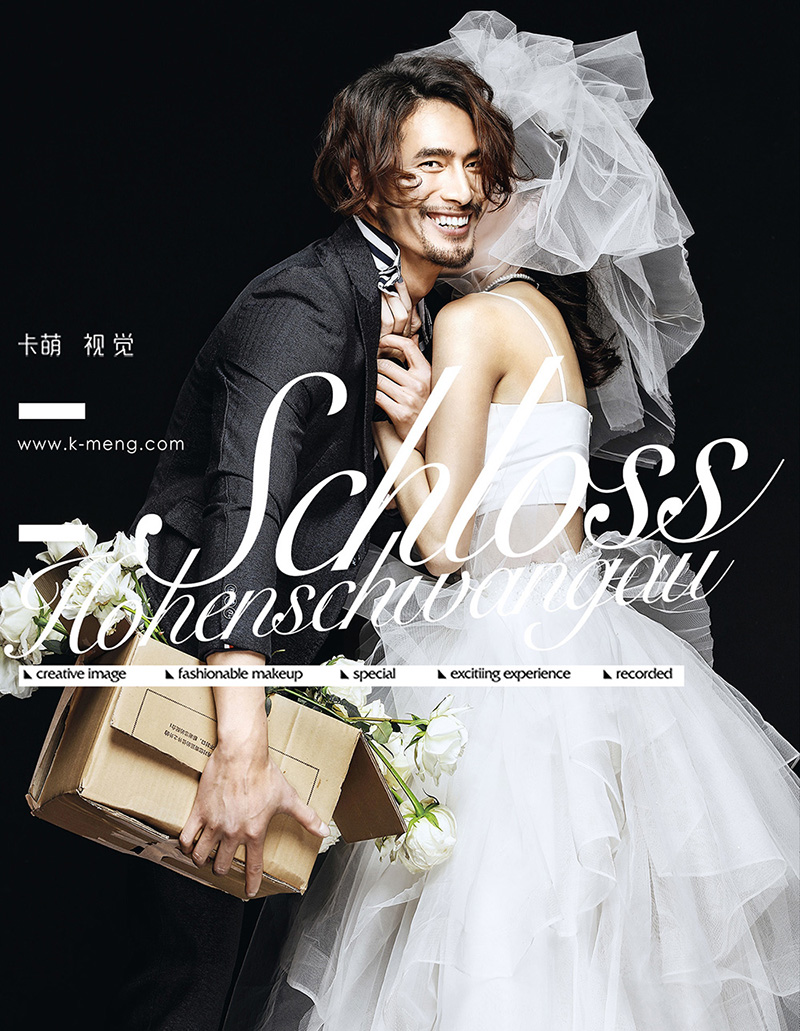 卡萌 视觉
www.k-meng.com
Schloss
Hohenschwangau
creative image fashionable makeup special excitiing experience recorded